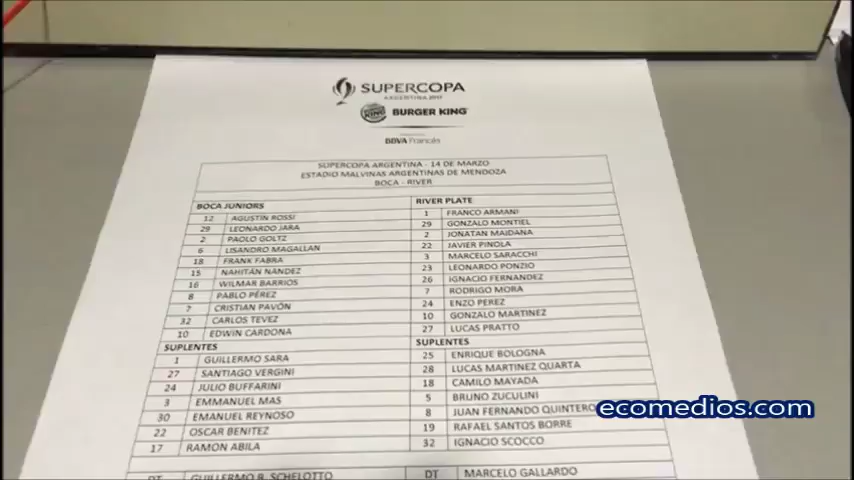 SUPERCOPA
ARGENTINA 2017
BURGER KING
BBVA Francés
SUPERCOPA ARGENTINA - 14 DE MARZO
ESTADIO MALVINAS ARGENTINAS DE MENDOZA
BOCA - RIVER
BOCA JUNIORS RIVER PLATE
12 AGUSTIN ROSSI 1 FRANCO ARMANI
29 LEONARDO JARA 29 GONZALO MONTIEL
2 PAOLO GOLTZ 2 JONATAN MAIDANA
6 LISANDRO MAGALLAN 22 JAVIER PINOLA
18 FRANK FABRA 3 MARCELO SARACCHI
15 NAHITÁN NANDEZ 23 LEONARDO PONZIO
16 WILMAR BARRIOS 26 IGNACIO FERNANDEZ
8 PABLO PÉREZ 7 RODRIGO MORA
7 CRISTIAN PAVÓN 24 ENZO PEREZ
32 CARLOS TEVEZ 10 GONZALO MARTINEZ
10 EDWIN CARDONA 27 LUCAS PRATTO
SUPLENTES SUPLENTES
1 GUILLERMO SARA 25 ENRIQUE BOLOGNA
27 SANTIAGO VERGINI 28 LUCAS MARTINEZ QUARTA
24 JULIO BUFFARINI 18 CAMILO MAYADA
3 EMMANUEL MAS 5 BRUNO ZUCULINI
30 EMANUEL REYNOSO 8 JUAN FERNANDO QUINTERO
22 OSCAR BENITEZ 19 RAFAEL SANTOS BORRE
17 RAMON ABILA 32 IGNACIO SCOCCO
DT GUILLERMO B. SCHELOTTO DT MARCELO GALLARDO
ecomedios.com